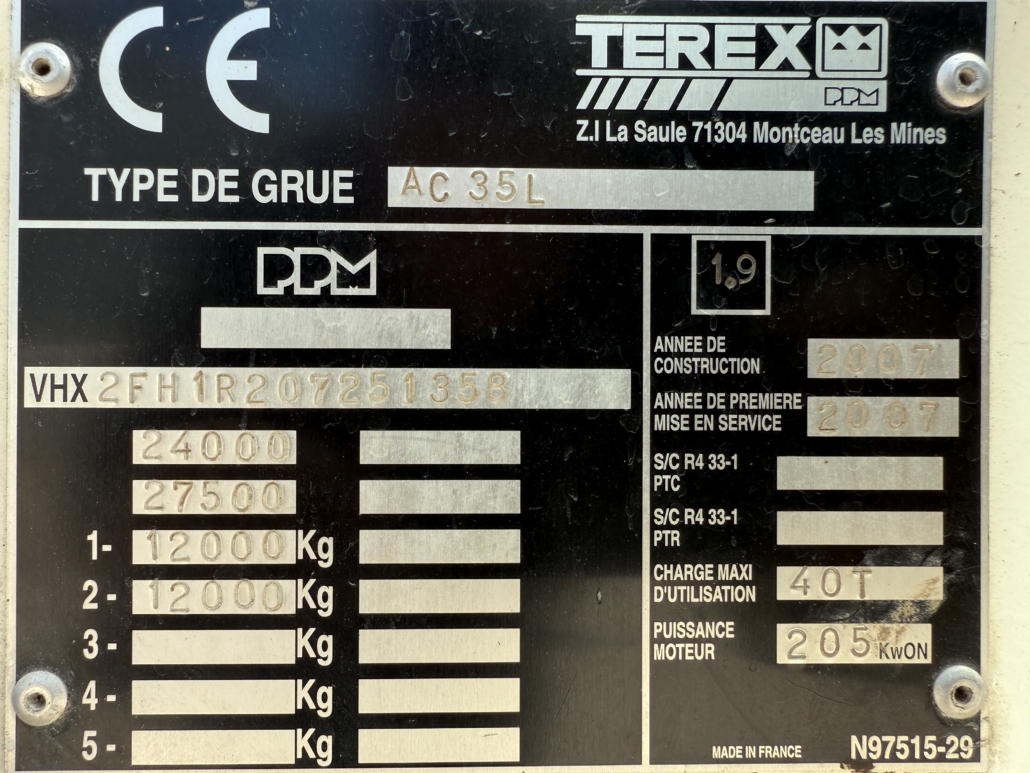 CE
TEREX
PPM
Z.I La Saule 71304 Montceau Les Mines
TYPE DE GRUE AC 35L
PPM
VHX 2FH1R207251358
24000
27500
1- 12000 Kg
2- 12000 Kg
3- Kg
4- Kg
5- Kg
1.9
ANNEE DE
CONSTRUCTION 2007
ANNEE DE PREMIERE
MISE EN SERVICE 2007
S/C R4 33-1
PTC
S/C R4 33-1
PTR
CHARGE MAXI
D'UTILISATION 40T
PUISSANCE
MOTEUR 205 KwON
MADE IN FRANCE N97515-29